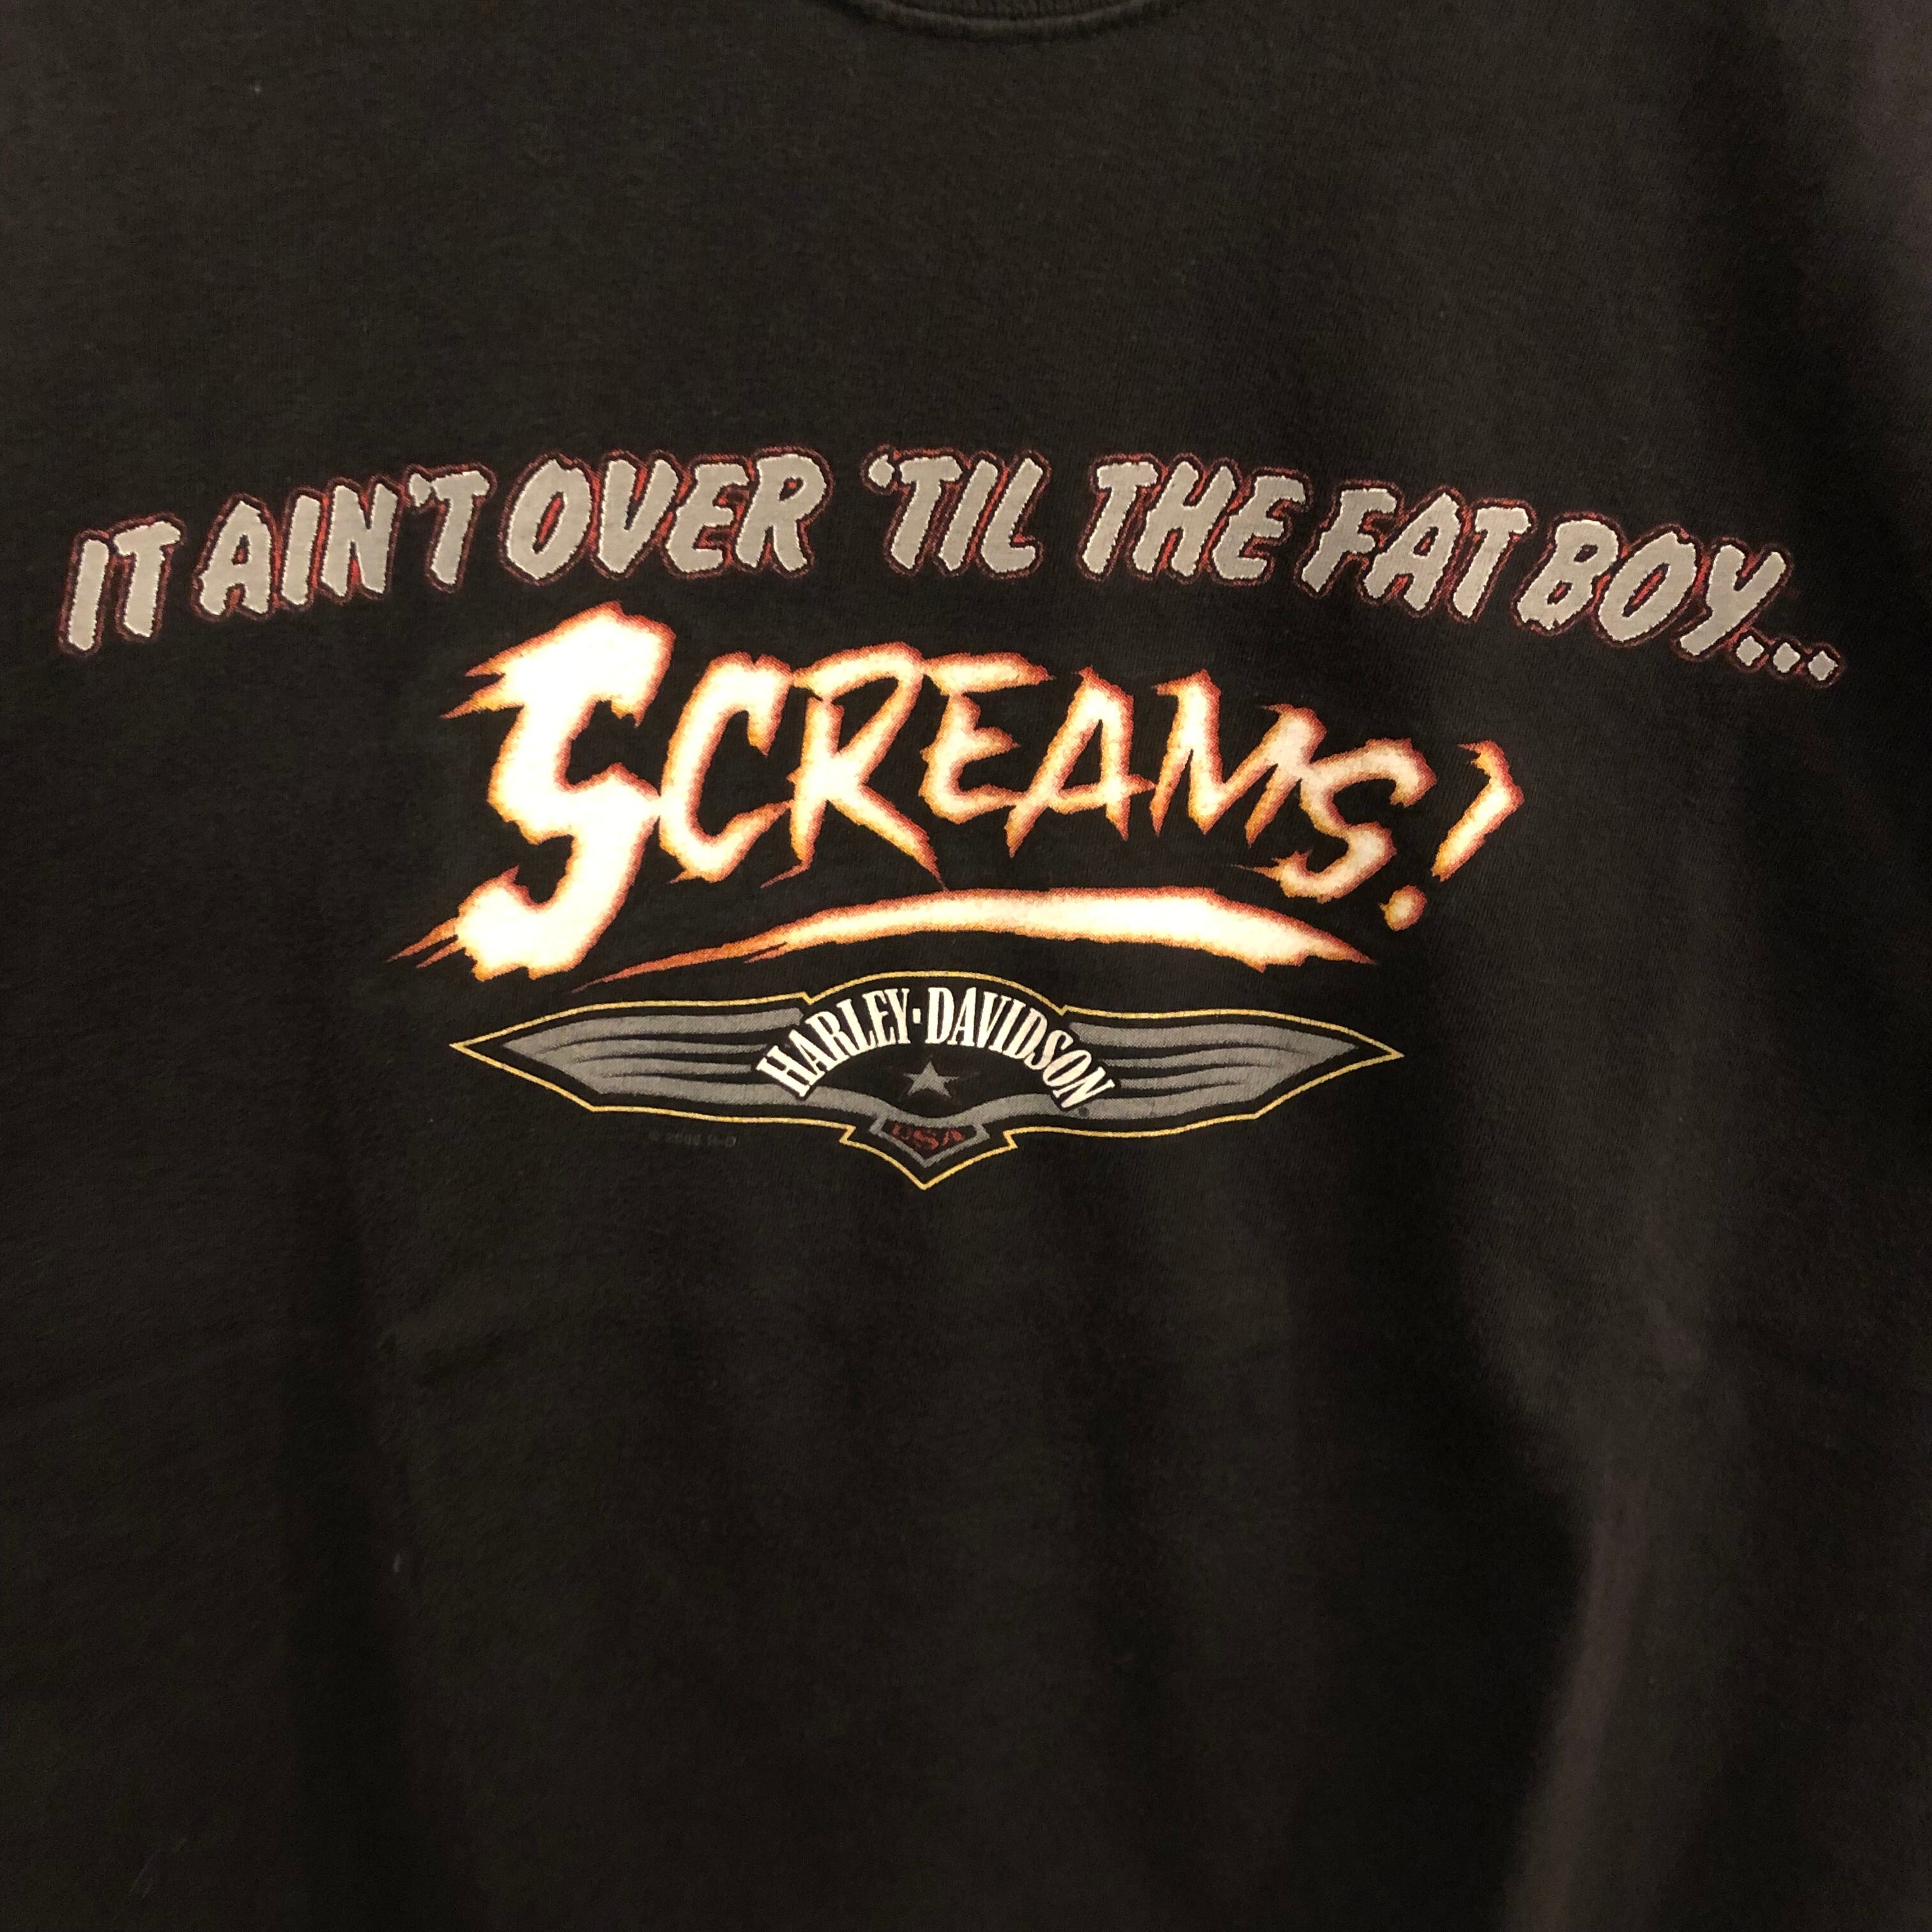 IT AIN'T OVER 'TIL THE FAT BOY...
SCREAMS!
HARLEY-DAVIDSON
USA